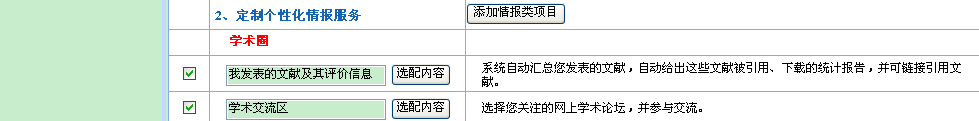 2、定制个性化情报服务 添加情报类项目
学术圈
我发表的文献及其评价信息 选配内容 系统自动汇总您发表的文献，自动给出这些文献被引用、下载的统计报告，并可链接引用文
献。
学术交流区 选配内容 选择您关注的网上学术论坛，并参与交流。